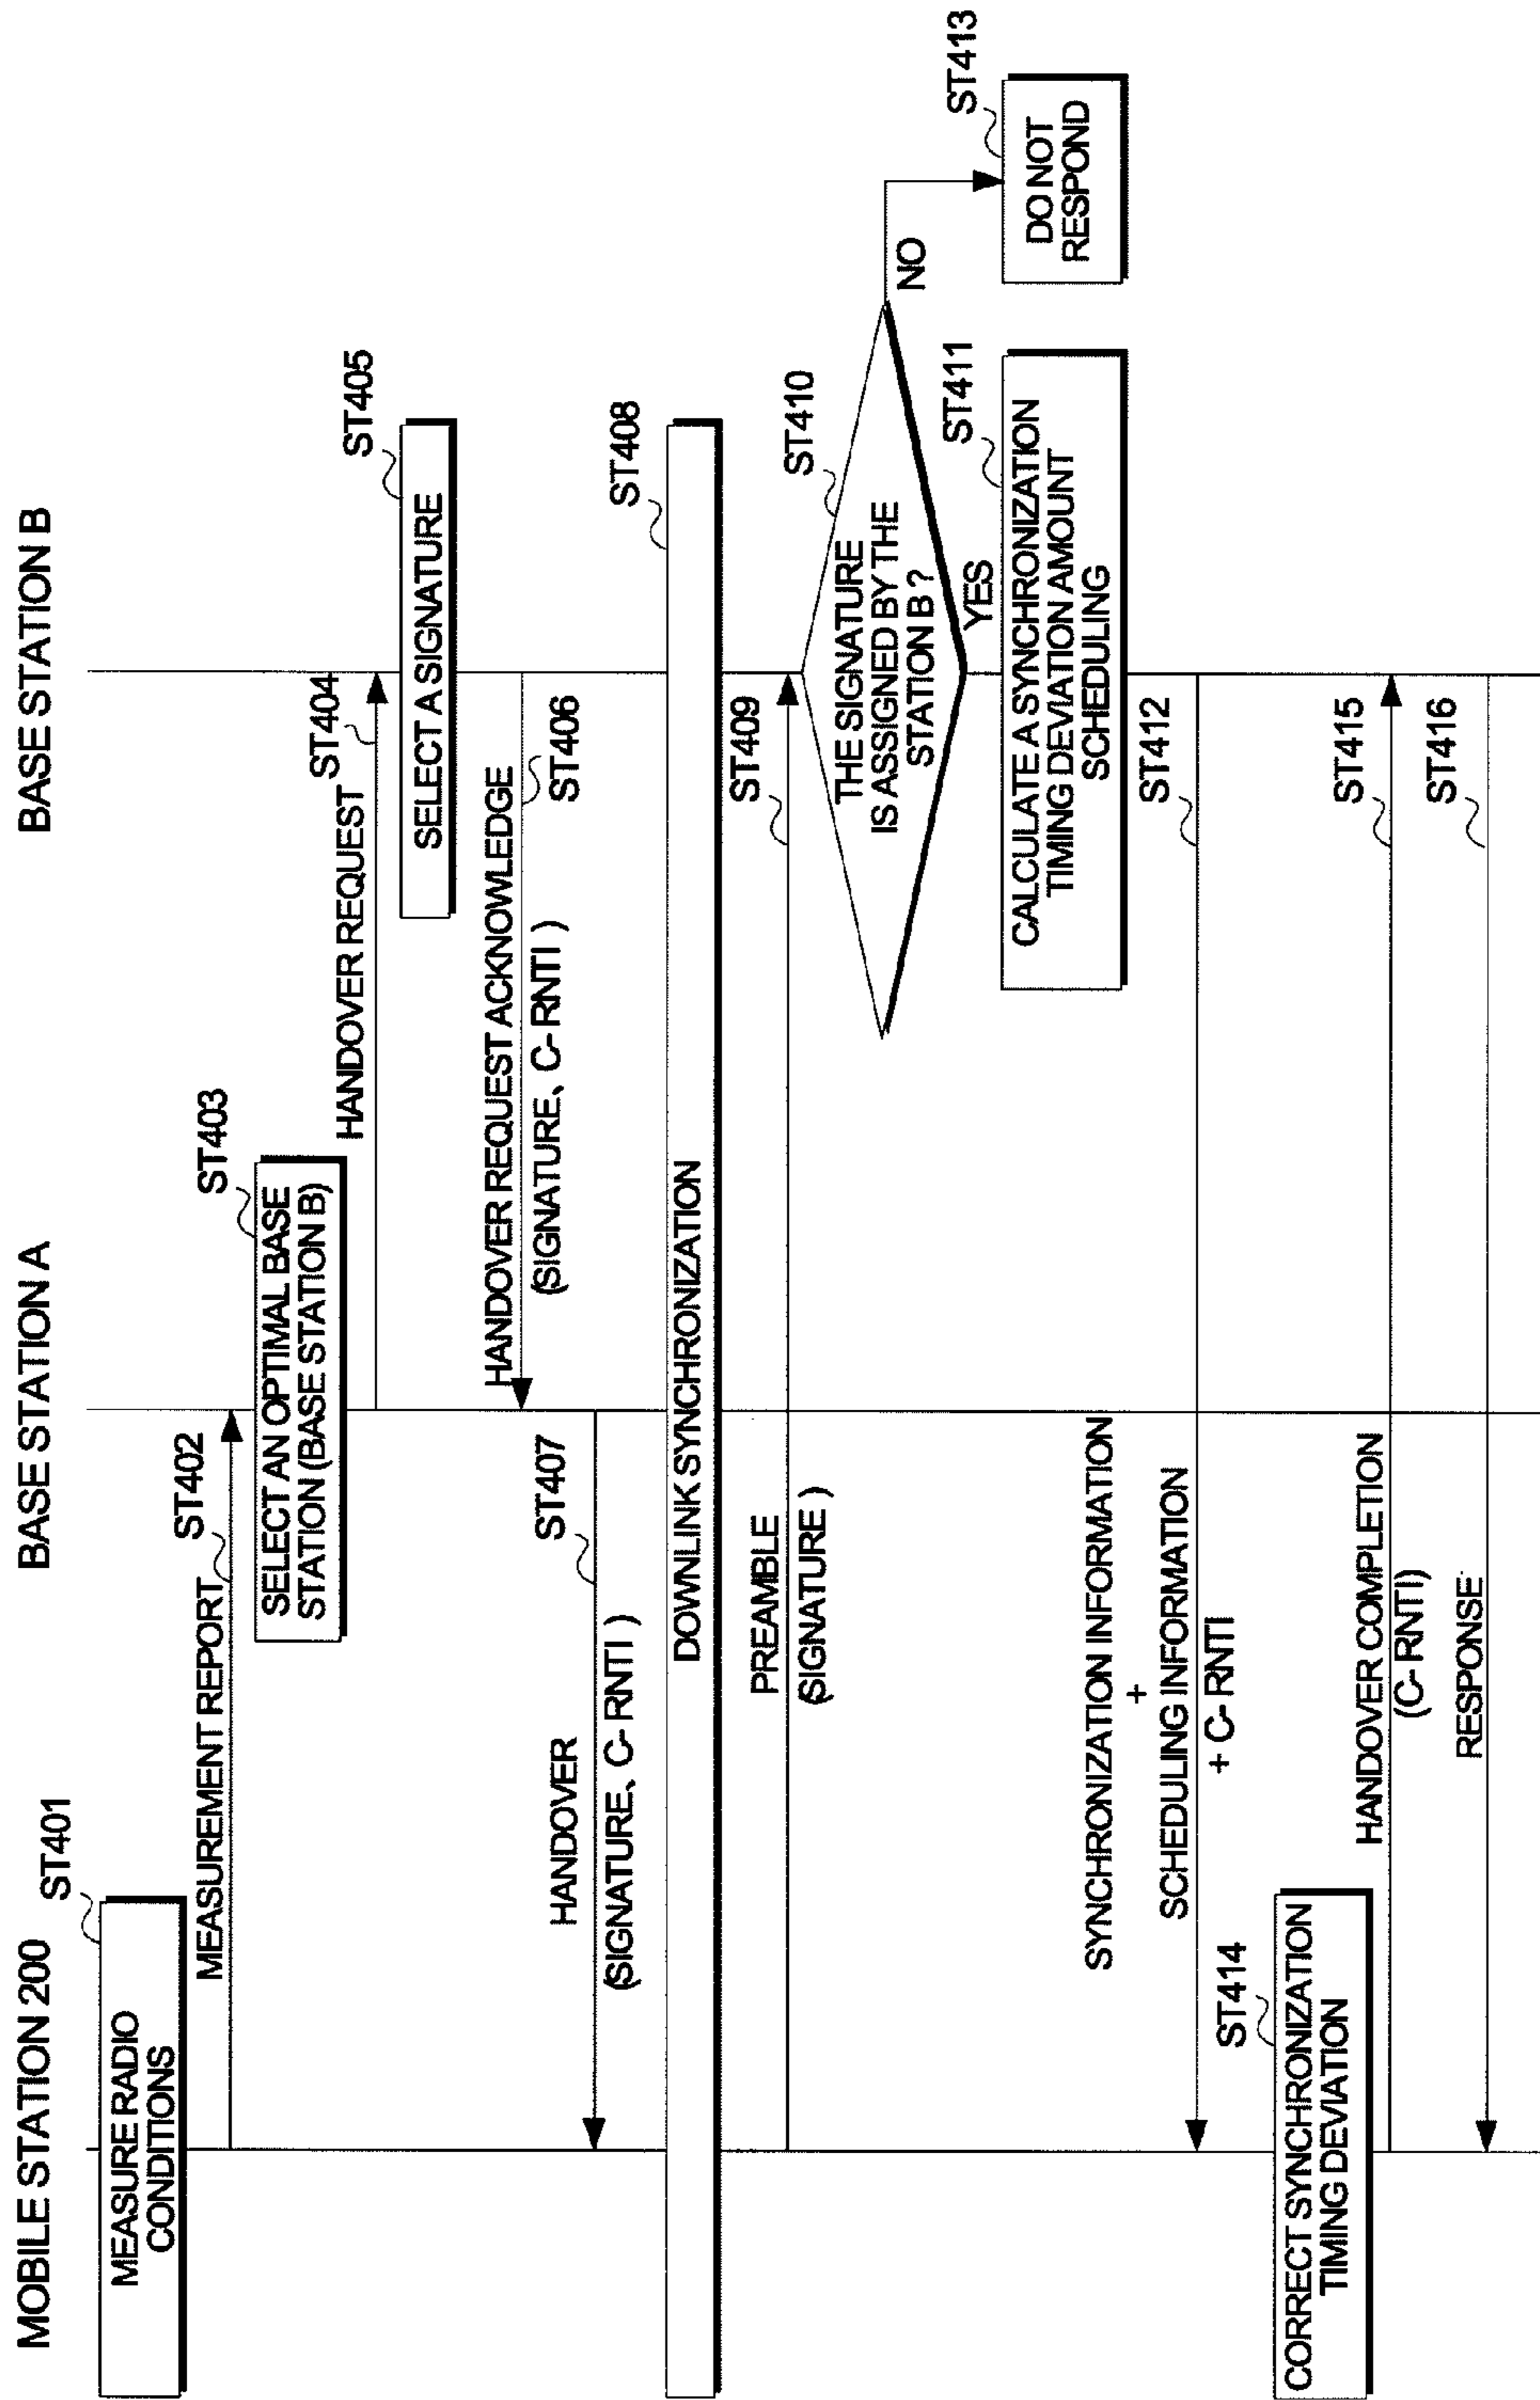 MOBILE STATION 200
BASE STATION A
BASE STATION B
ST401
MEASURE RADIO
CONDITIONS
MEASUREMENT REPORT
ST402
ST403
SELECT AN OPTIMAL BASE
STATION (BASE STATION B)
HANDOVER REQUEST
ST404
ST405
SELECT A SIGNATURE
HANDOVER REQUEST ACKNOWLEDGE
(SIGNATURE、C-RNTI )
ST406
HANDOVER
(SIGNATURE、C-RNTI )
ST407
ST408
DOWNLINK SYNCHRONIZATION
PREAMBLE
(SIGNATURE )
ST409
ST410
THE SIGNATURE
IS ASSIGNED BY THE
STATION B ?
NO
YES
ST413
DO NOT
RESPOND
ST411
CALCULATE A SYNCHRONIZATION
TIMING DEVIATION AMOUNT
SCHEDULING
SYNCHRONIZATION INFORMATION
+
SCHEDULING INFORMATION
+ C-RNTI
ST412
ST414
CORRECT SYNCHRONIZATION
TIMING DEVIATION
HANDOVER COMPLETION
(C-RNTI)
ST415
RESPONSE
ST416